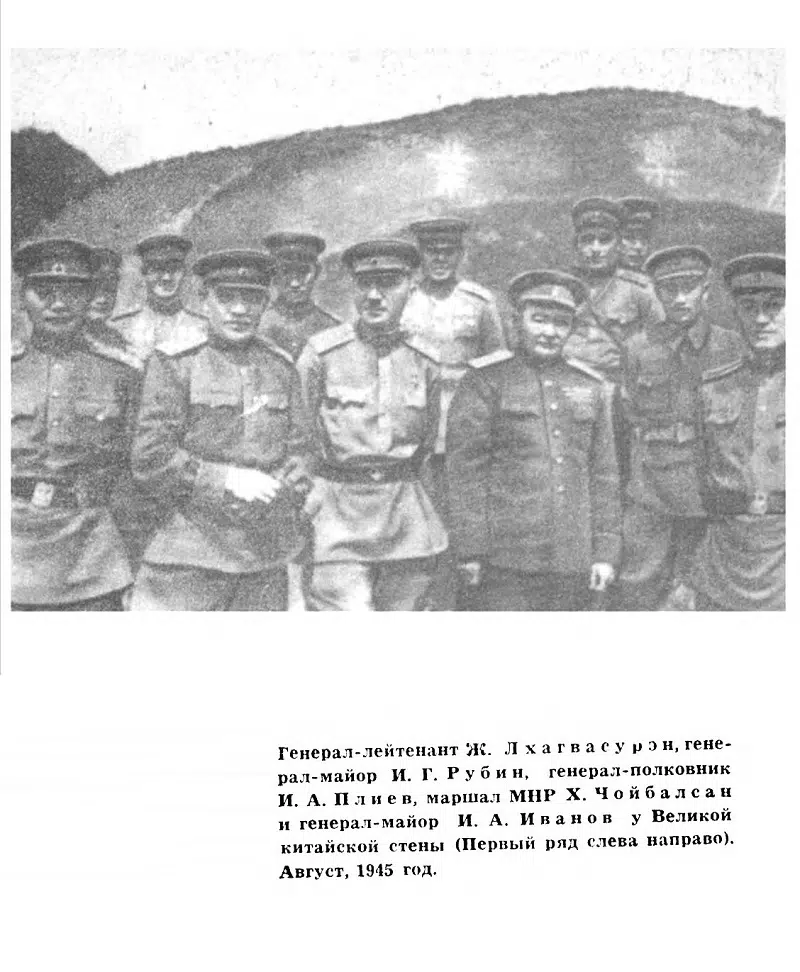 Генерал-лейтенант Ж. Лхагвасурэн, гене-
рал-майор И. Г. Рубин, генерал-полковник
И. А. Плиев, маршал МНР Х. Чойбалсан
и генерал-майор И. А. Иванов у Великой
китайской стены (Первый ряд слева направо).
Август, 1945 год.